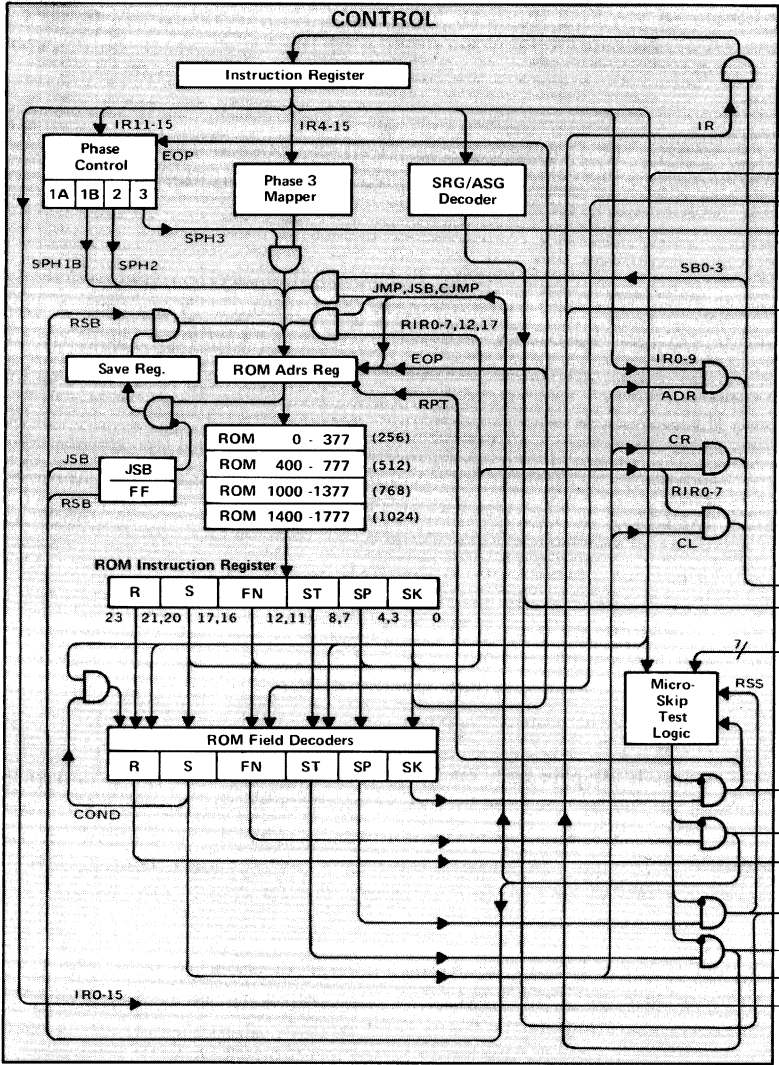 CONTROL
Instruction Register
IR11-15
IR4-15
IR
EOP
Phase
Control
1A 1B 2 3
Phase 3
Mapper
SRG/ASG
Decoder
SPH3
SPH1B
SPH2
SB0-3
JMP,JSB,CJMP
RSB
RIR0-7,12,17
Save Reg.
ROM Adrs Reg
EOP
IR0-9
ADR
RPT
ROM 0 - 377 (256)
ROM 400 - 777 (512)
ROM 1000 - 1377 (768)
ROM 1400 - 1777 (1024)
CR
JSB
JSB
FF
RSB
RIR0-7
CL
ROM Instruction Register
R S FN ST SP SK
23 21,20 17,16 12,11 8,7 4,3 0
7/
RSS
Micro-
Skip
Test
Logic
ROM Field Decoders
R S FN ST SP SK
COND
IR0-15